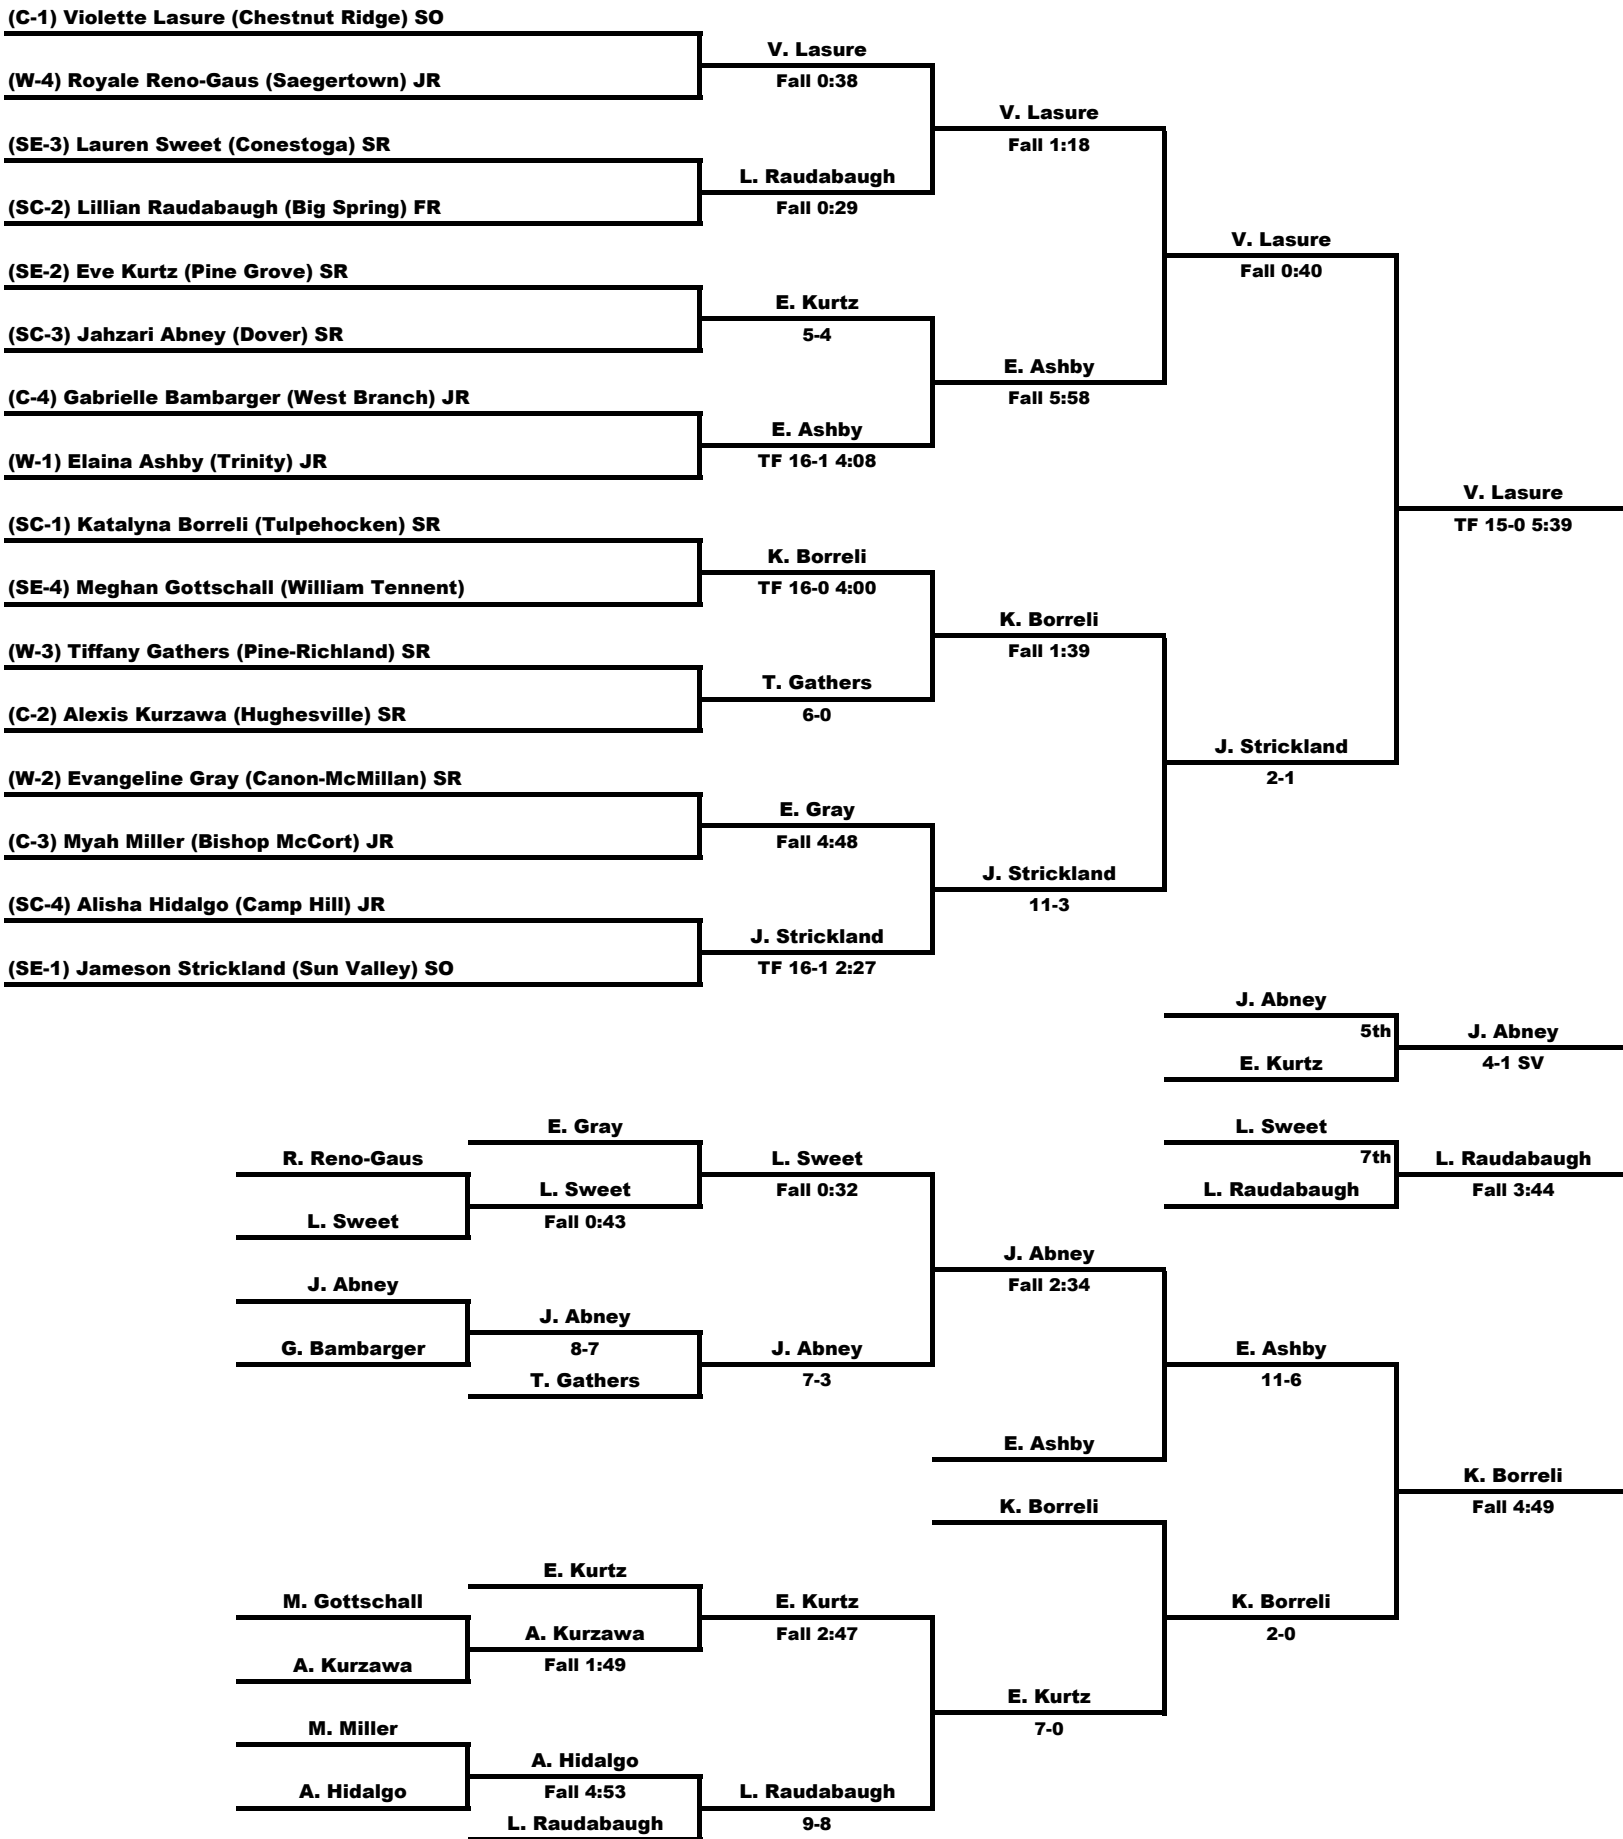 (C-1) Violette Lasure (Chestnut Ridge) SO
V. Lasure
(W-4) Royale Reno-Gaus (Saegertown) JR
Fall 0:38
V. Lasure
(SE-3) Lauren Sweet (Conestoga) SR
Fall 1:18
L. Raudabaugh
(SC-2) Lillian Raudabaugh (Big Spring) FR
Fall 0:29
V. Lasure
(SE-2) Eve Kurtz (Pine Grove) SR
Fall 0:40
E. Kurtz
(SC-3) Jahzari Abney (Dover) SR
5-4
E. Ashby
(C-4) Gabrielle Bambarger (West Branch) JR
Fall 5:58
E. Ashby
(W-1) Elaina Ashby (Trinity) JR
TF 16-1 4:08
V. Lasure
(SC-1) Katalyna Borreli (Tulpehocken) SR
TF 15-0 5:39
K. Borreli
(SE-4) Meghan Gottschall (William Tennent)
TF 16-0 4:00
K. Borreli
(W-3) Tiffany Gathers (Pine-Richland) SR
Fall 1:39
T. Gathers
(C-2) Alexis Kurzawa (Hughesville) SR
6-0
J. Strickland
(W-2) Evangeline Gray (Canon-McMillan) SR
2-1
E. Gray
(C-3) Myah Miller (Bishop McCort) JR
Fall 4:48
J. Strickland
(SC-4) Alisha Hidalgo (Camp Hill) JR
11-3
J. Strickland
(SE-1) Jameson Strickland (Sun Valley) SO
TF 16-1 2:27
J. Abney
5th
J. Abney
E. Kurtz
4-1 SV
E. Gray
L. Sweet
R. Reno-Gaus
L. Sweet
7th
L. Raudabaugh
L. Sweet
Fall 0:32
L. Raudabaugh
Fall 3:44
L. Sweet
Fall 0:43
J. Abney
J. Abney
Fall 2:34
J. Abney
G. Bambarger
8-7
J. Abney
E. Ashby
T. Gathers
7-3
11-6
E. Ashby
K. Borreli
K. Borreli
Fall 4:49
E. Kurtz
M. Gottschall
E. Kurtz
K. Borreli
A. Kurzawa
Fall 2:47
2-0
A. Kurzawa
Fall 1:49
E. Kurtz
M. Miller
7-0
A. Hidalgo
A. Hidalgo
Fall 4:53
L. Raudabaugh
L. Raudabaugh
9-8